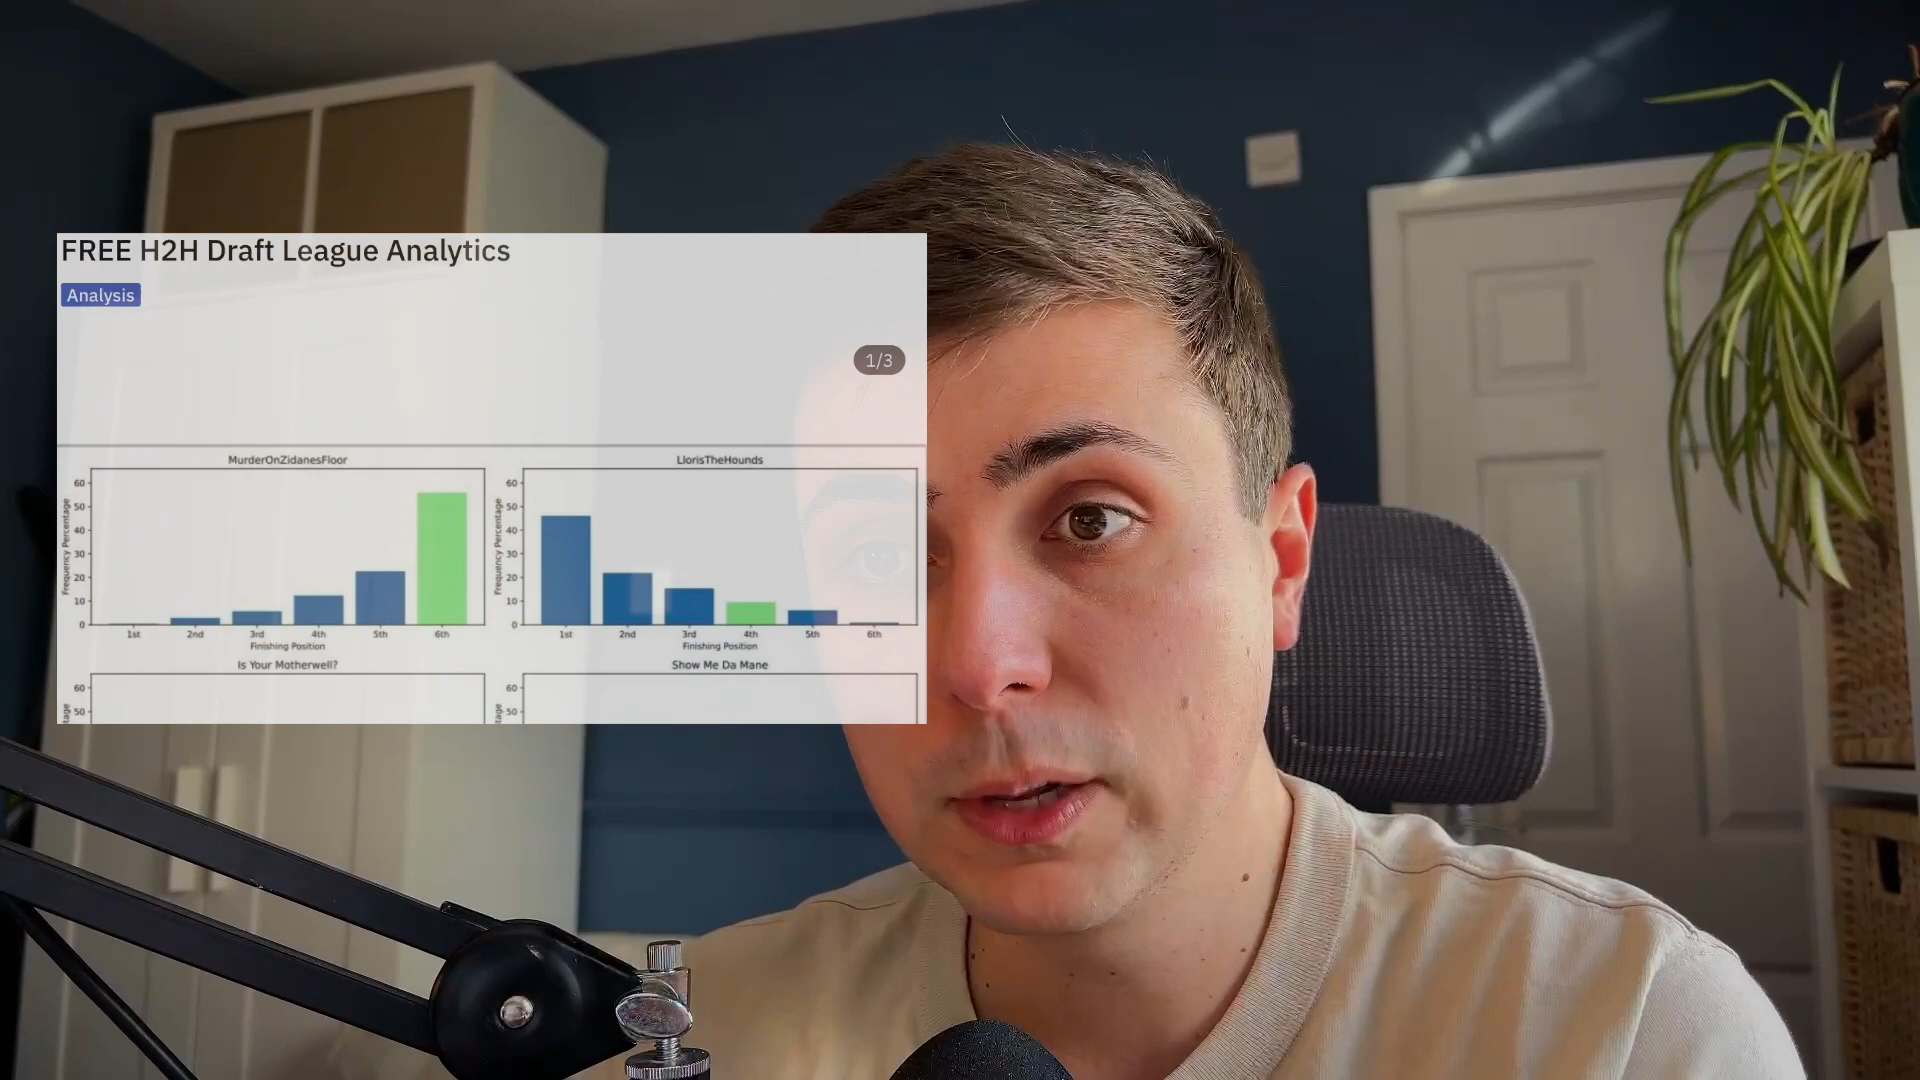 FREE H2H Draft League Analytics
Analysis
1/3
MurderOnZidanesFloor
60
50
40
30
20
10
0
Frequency Percentage
1st 2nd 3rd 4th 5th 6th
Finishing Position
LlorisTheHounds
60
50
40
30
20
10
0
Frequency Percentage
1st 2nd 3rd 4th 5th 6th
Finishing Position
Is Your Motherwell?
60
50
Show Me Da Mane
60
50